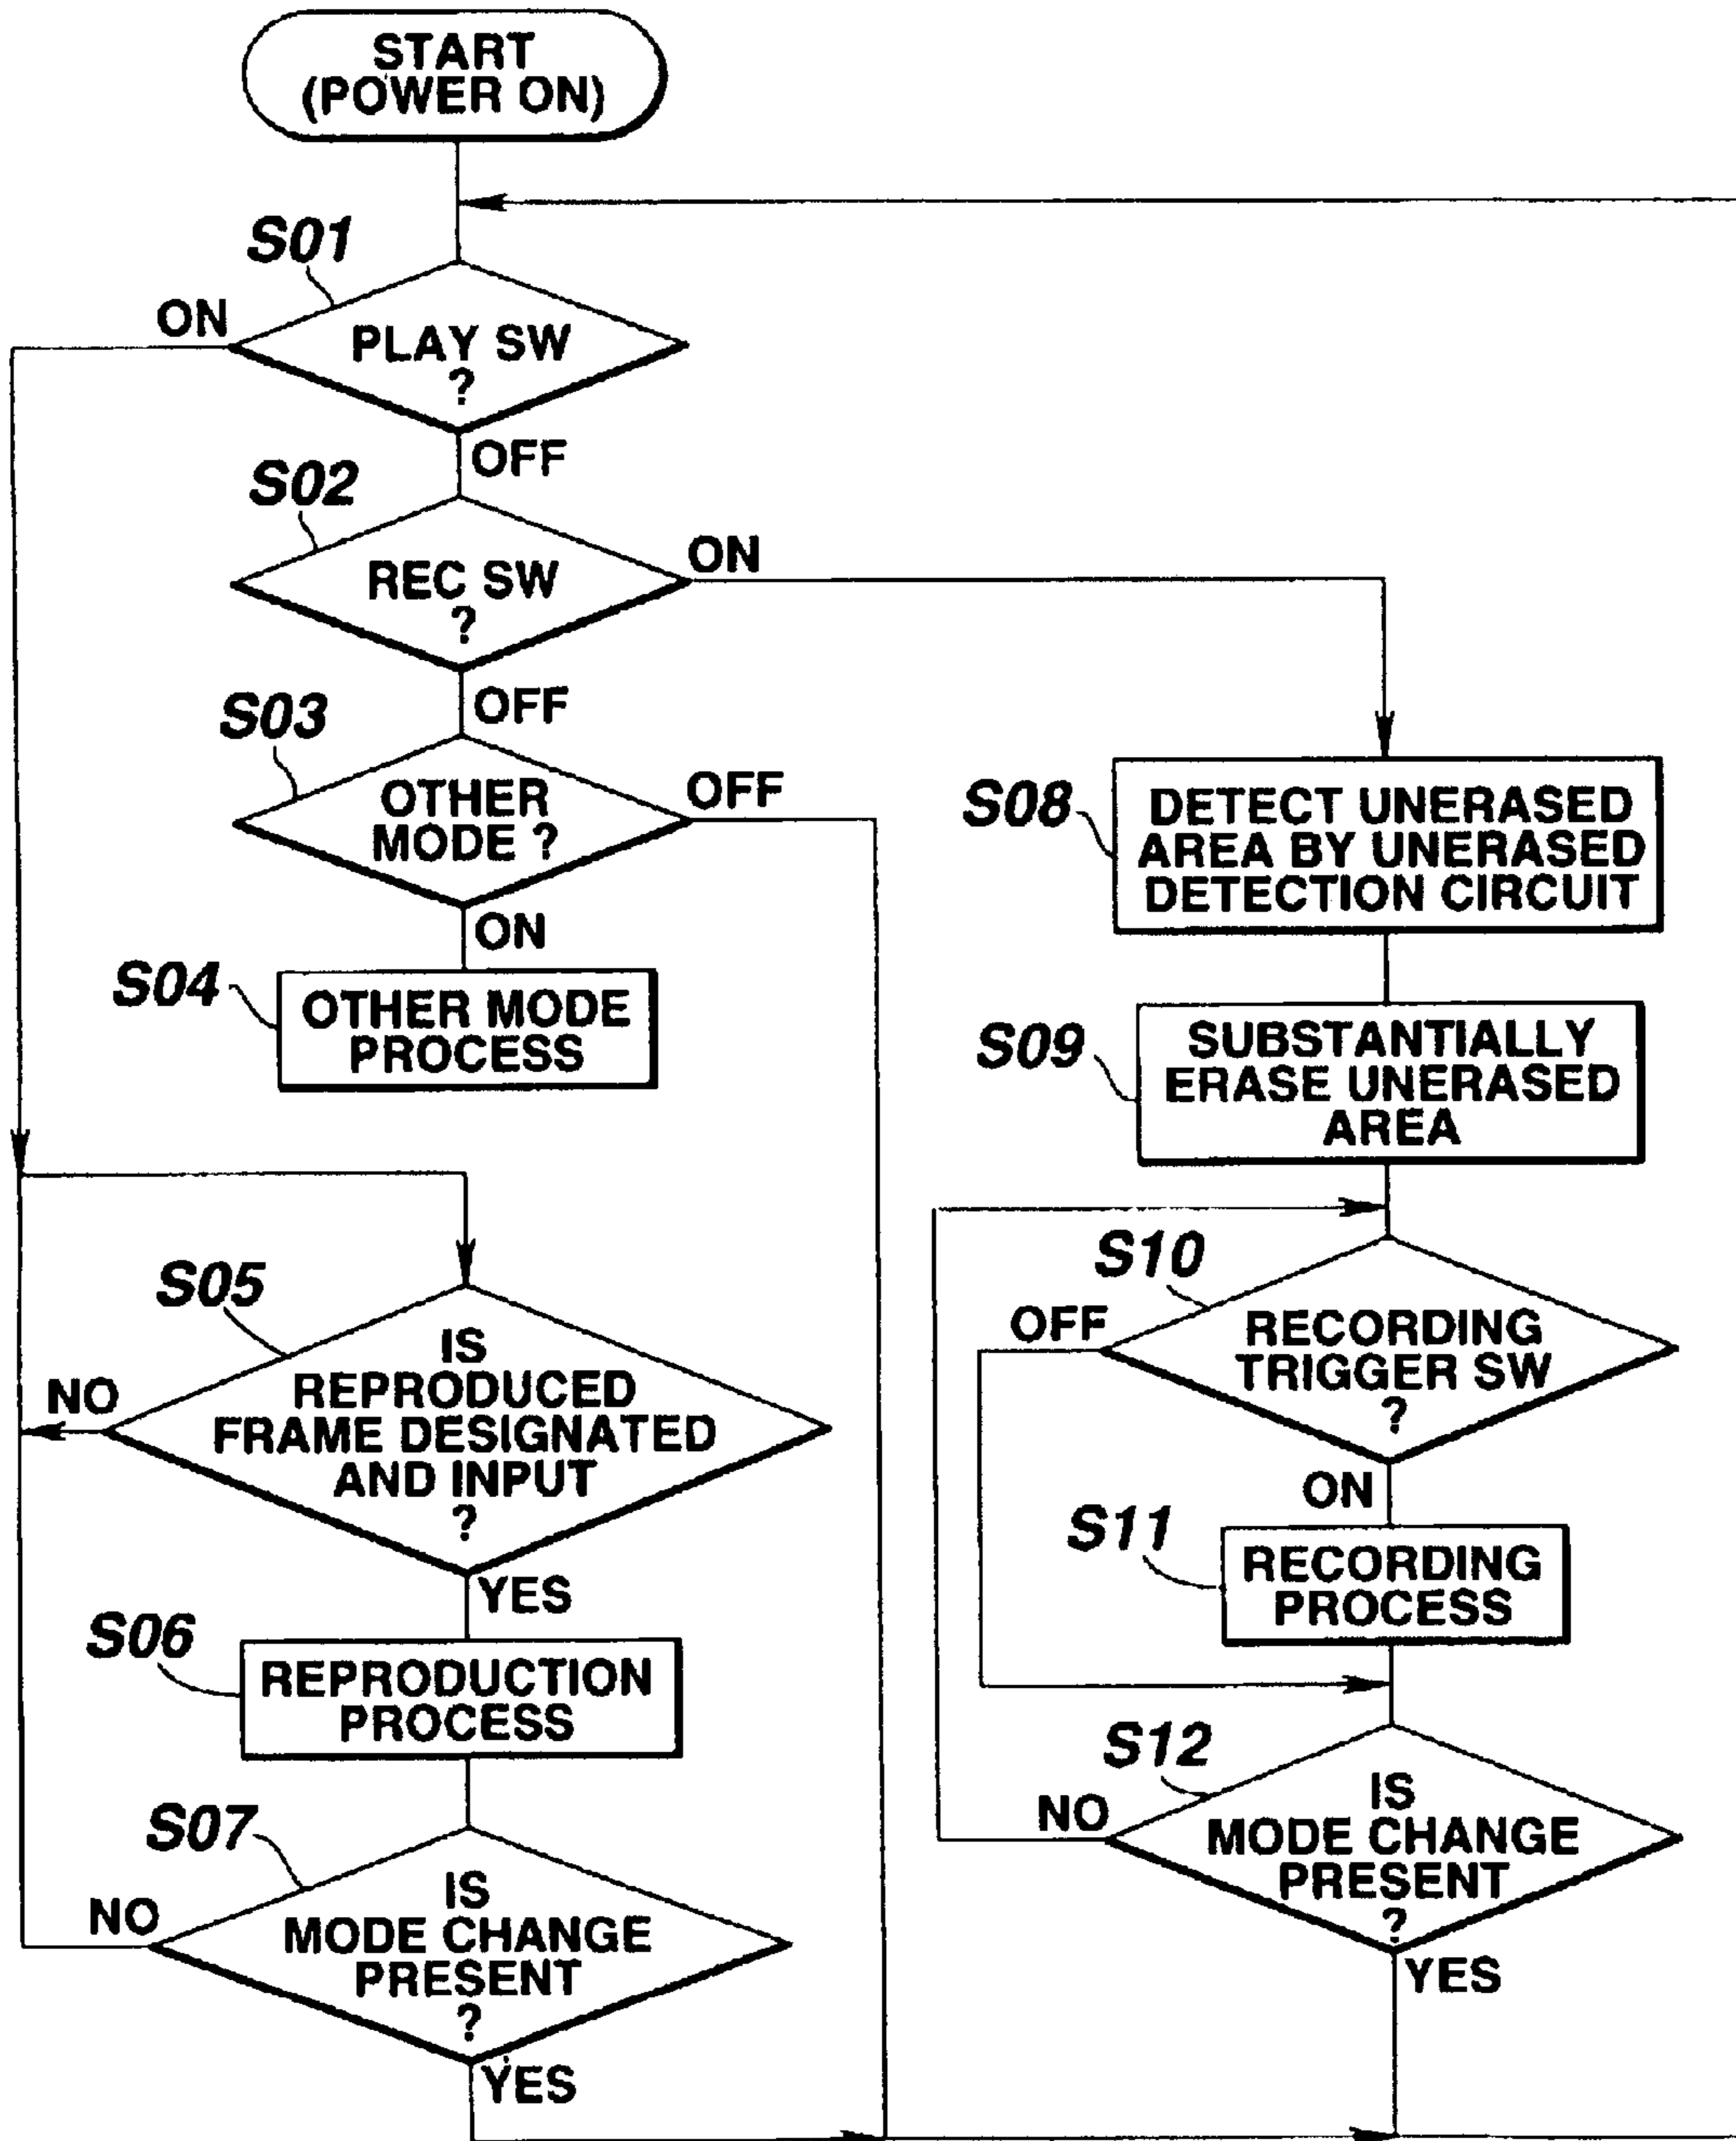 START
(POWER ON)
S01
ON
PLAY SW
?
OFF
S02
ON
REC SW
?
OFF
S03
OTHER
MODE ?
OFF
ON
S04
OTHER MODE
PROCESS
S05
IS
REPRODUCED
FRAME DESIGNATED
AND INPUT
?
NO
YES
S06
REPRODUCTION
PROCESS
S07
IS
MODE CHANGE
PRESENT
?
NO
YES
S08
DETECT UNERASED
AREA BY UNERASED
DETECTION CIRCUIT
S09
SUBSTANTIALLY
ERASE UNERASED
AREA
S10
OFF
RECORDING
TRIGGER SW
?
ON
S11
RECORDING
PROCESS
S12
IS
MODE CHANGE
PRESENT
?
NO
YES